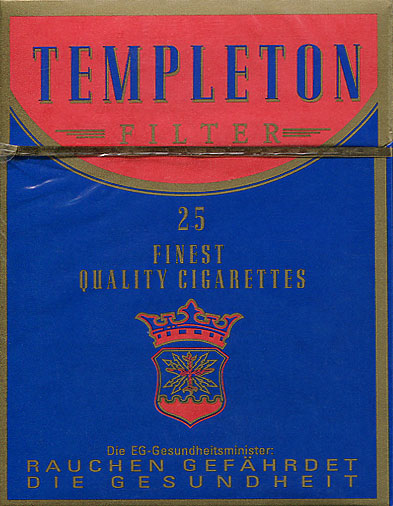 TEMPLETON
FILTER
25
FINEST
QUALITY CIGARETTES
Die EG-Gesundheitsminister:
RAUCHEN GEFÄHRDET
DIE GESUNDHEIT